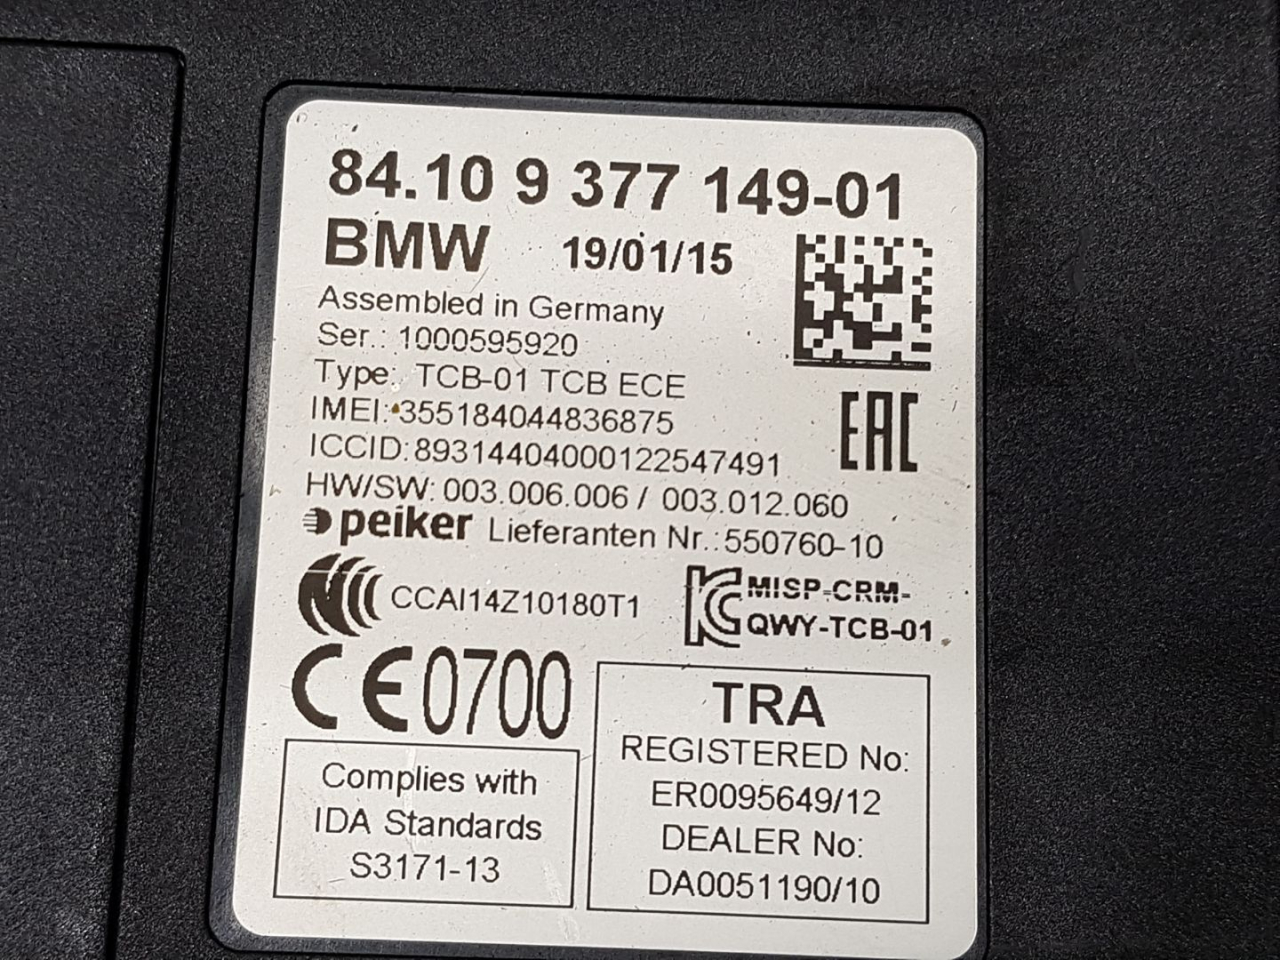 84.10 9 377 149-01
BMW 19/01/15
Assembled in Germany
Ser.: 1000595920
Type: TCB-01 TCB ECE
IMEI: 355184044836875
ICCID: 89314404000122547491
HW/SW: 003.006.006 / 003.012.060
peiker Lieferanten Nr.: 550760-10
EAC
CCAI14Z10180T1
MISP-CRM-
QWY-TCB-01
CE0700
Complies with
IDA Standards
S3171-13
TRA
REGISTERED No:
ER0095649/12
DEALER No:
DA0051190/10